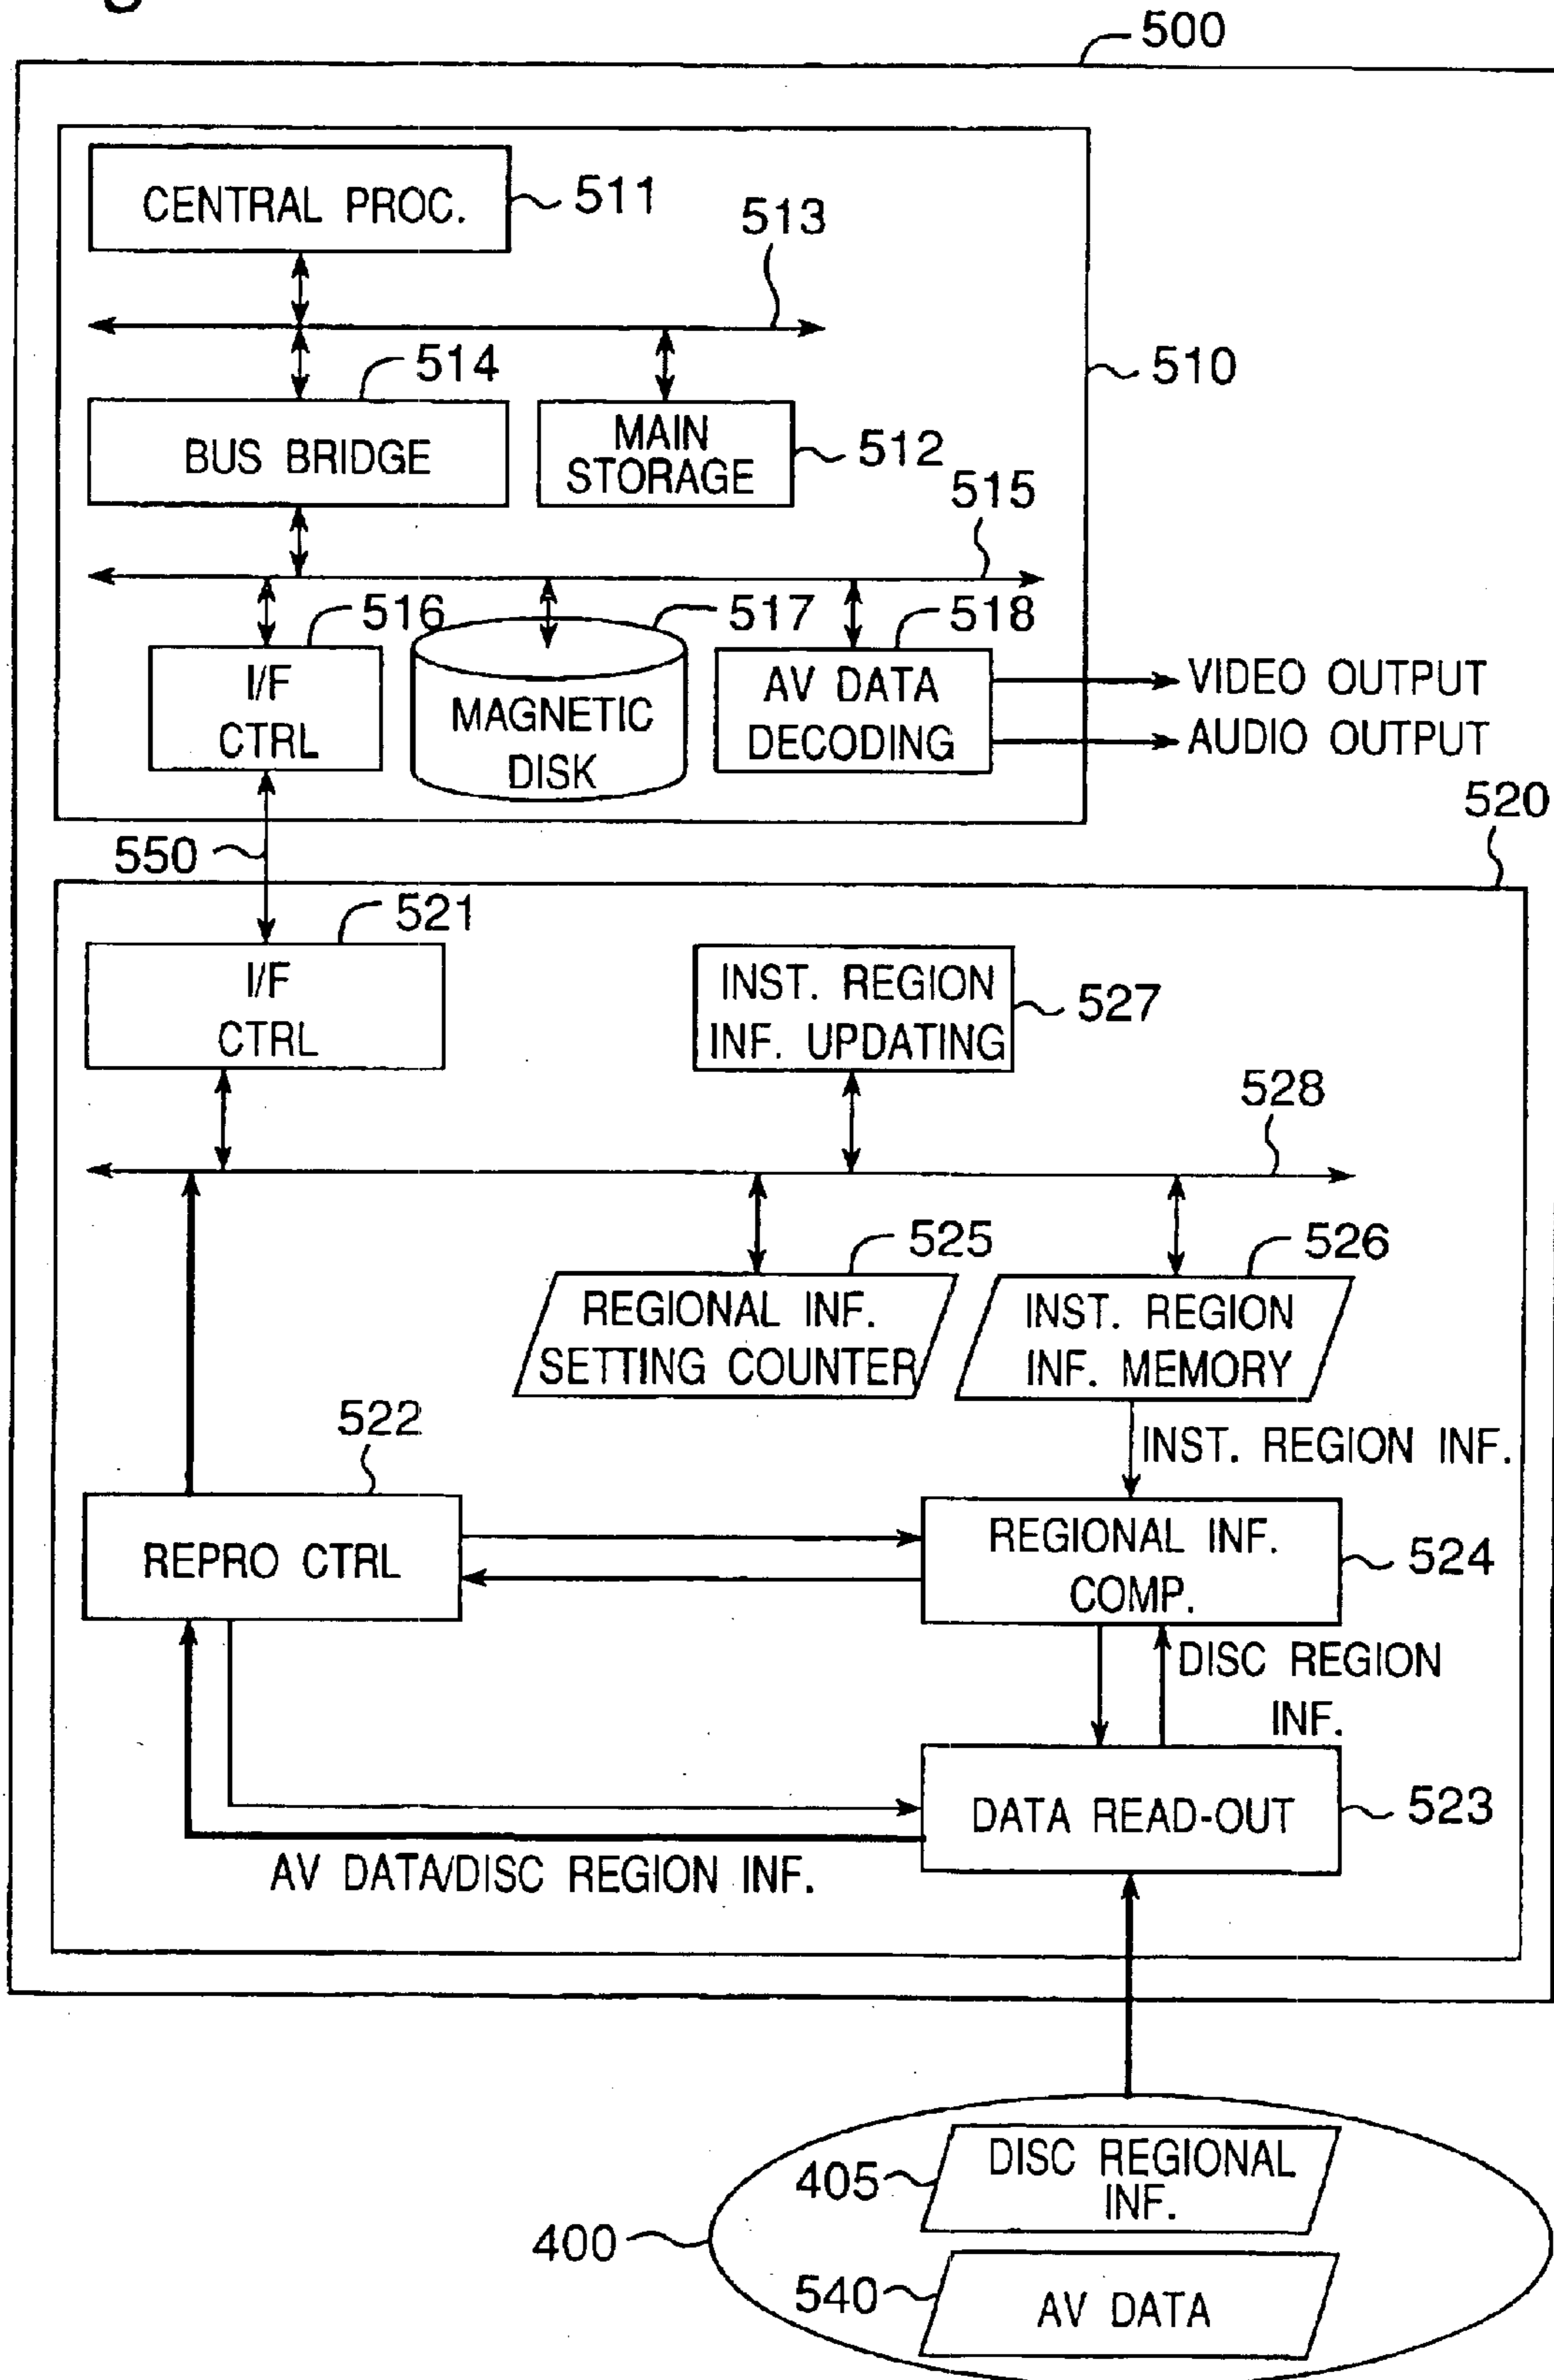 500
CENTRAL PROC.
511
513
514
510
BUS BRIDGE
MAIN
STORAGE
512
515
516
517
518
I/F
CTRL
MAGNETIC
DISK
AV DATA
DECODING
VIDEO OUTPUT
AUDIO OUTPUT
520
550
521
I/F
CTRL
INST. REGION
INF. UPDATING
527
528
525
526
REGIONAL INF.
SETTING COUNTER
INST. REGION
INF. MEMORY
522
INST. REGION INF.
REPRO CTRL
REGIONAL INF.
COMP.
524
DISC REGION
INF.
DATA READ-OUT
523
AV DATA/DISC REGION INF.
405
DISC REGIONAL
INF.
400
540
AV DATA